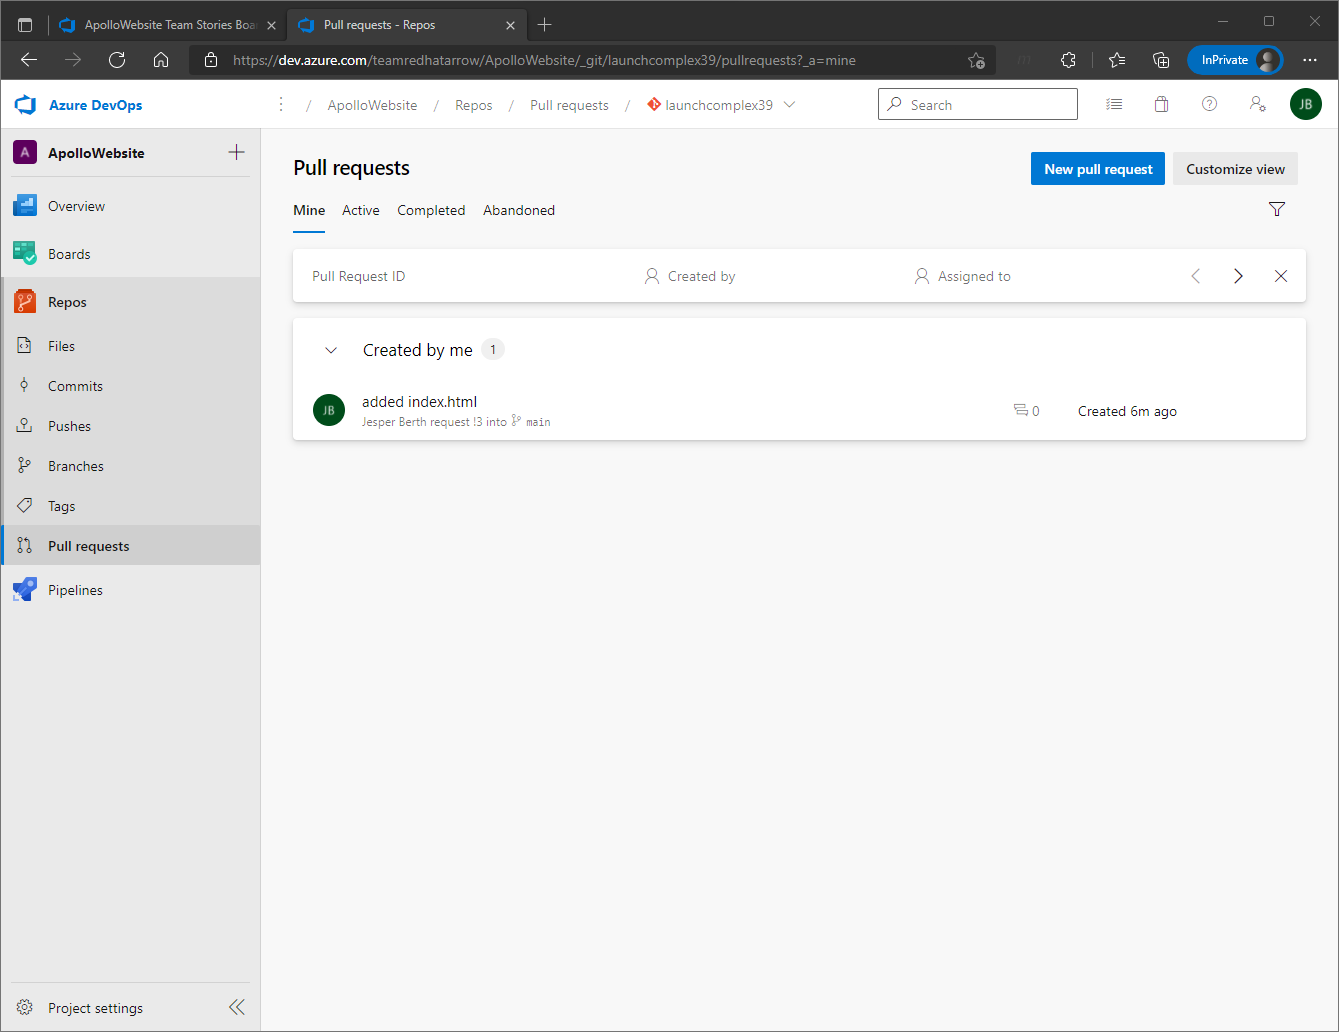 ApolloWebsite Team Stories Boa
Pull requests - Repos
https://dev.azure.com/teamredhatarrow/ApolloWebsite/_git/launchcomplex39/pullrequests?_a=mine
InPrivate
Azure DevOps
/ ApolloWebsite / Repos / Pull requests / launchcomplex39
Search
JB
A ApolloWebsite
Overview
Boards
Repos
Files
Commits
Pushes
Branches
Tags
Pull requests
Pipelines
Project settings
Pull requests
New pull request
Customize view
Mine Active Completed Abandoned
Pull Request ID Created by Assigned to
Created by me 1
JB
added index.html
Jesper Berth request !3 into main
0
Created 6m ago